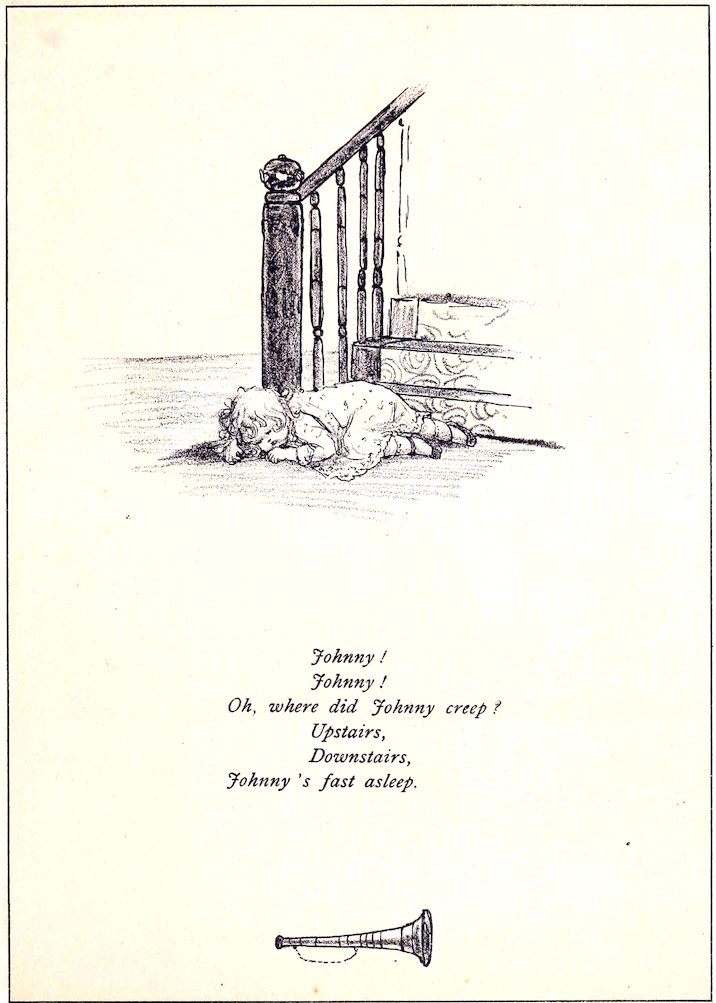 Johnny!
Johnny!
Oh, where did Johnny creep?
Upstairs,
Downstairs,
Johnny 's fast asleep.